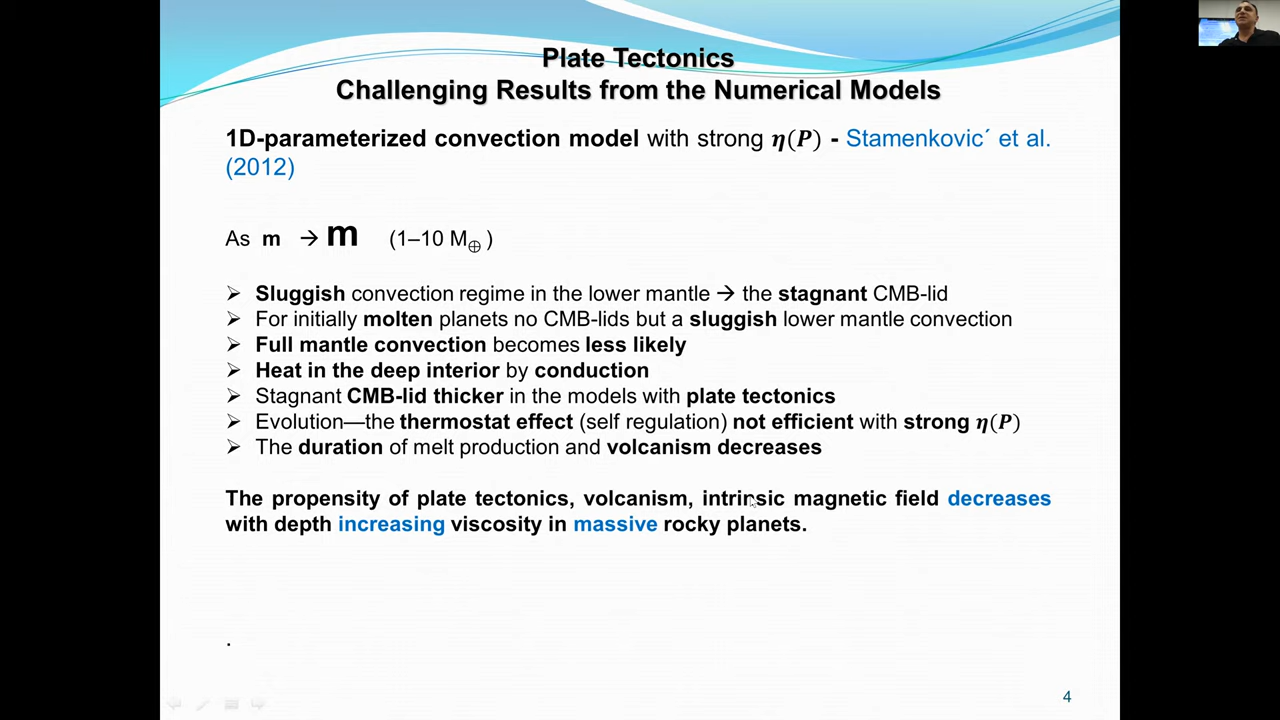 Plate Tectonics
Challenging Results from the Numerical Models
1D-parameterized convection model with strong η(P) - Stamenkovic´ et al.
(2012)
As m → m (1–10 M⊕ )
➢ Sluggish convection regime in the lower mantle → the stagnant CMB-lid
➢ For initially molten planets no CMB-lids but a sluggish lower mantle convection
➢ Full mantle convection becomes less likely
➢ Heat in the deep interior by conduction
➢ Stagnant CMB-lid thicker in the models with plate tectonics
➢ Evolution—the thermostat effect (self regulation) not efficient with strong η(P)
➢ The duration of melt production and volcanism decreases
The propensity of plate tectonics, volcanism, intrinsic magnetic field decreases
with depth increasing viscosity in massive rocky planets.
.
4